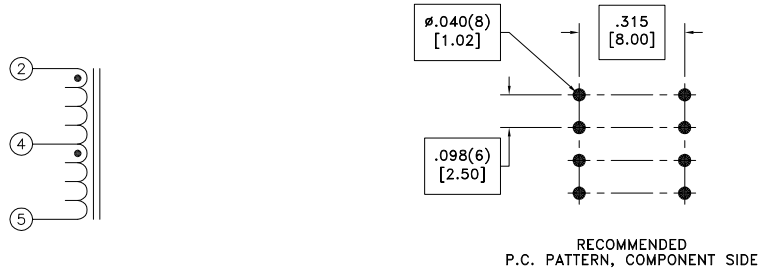 ②
④
⑤
ø.040(8)
[1.02]
.315
[8.00]
.098(6)
[2.50]
RECOMMENDED
P.C. PATTERN, COMPONENT SIDE